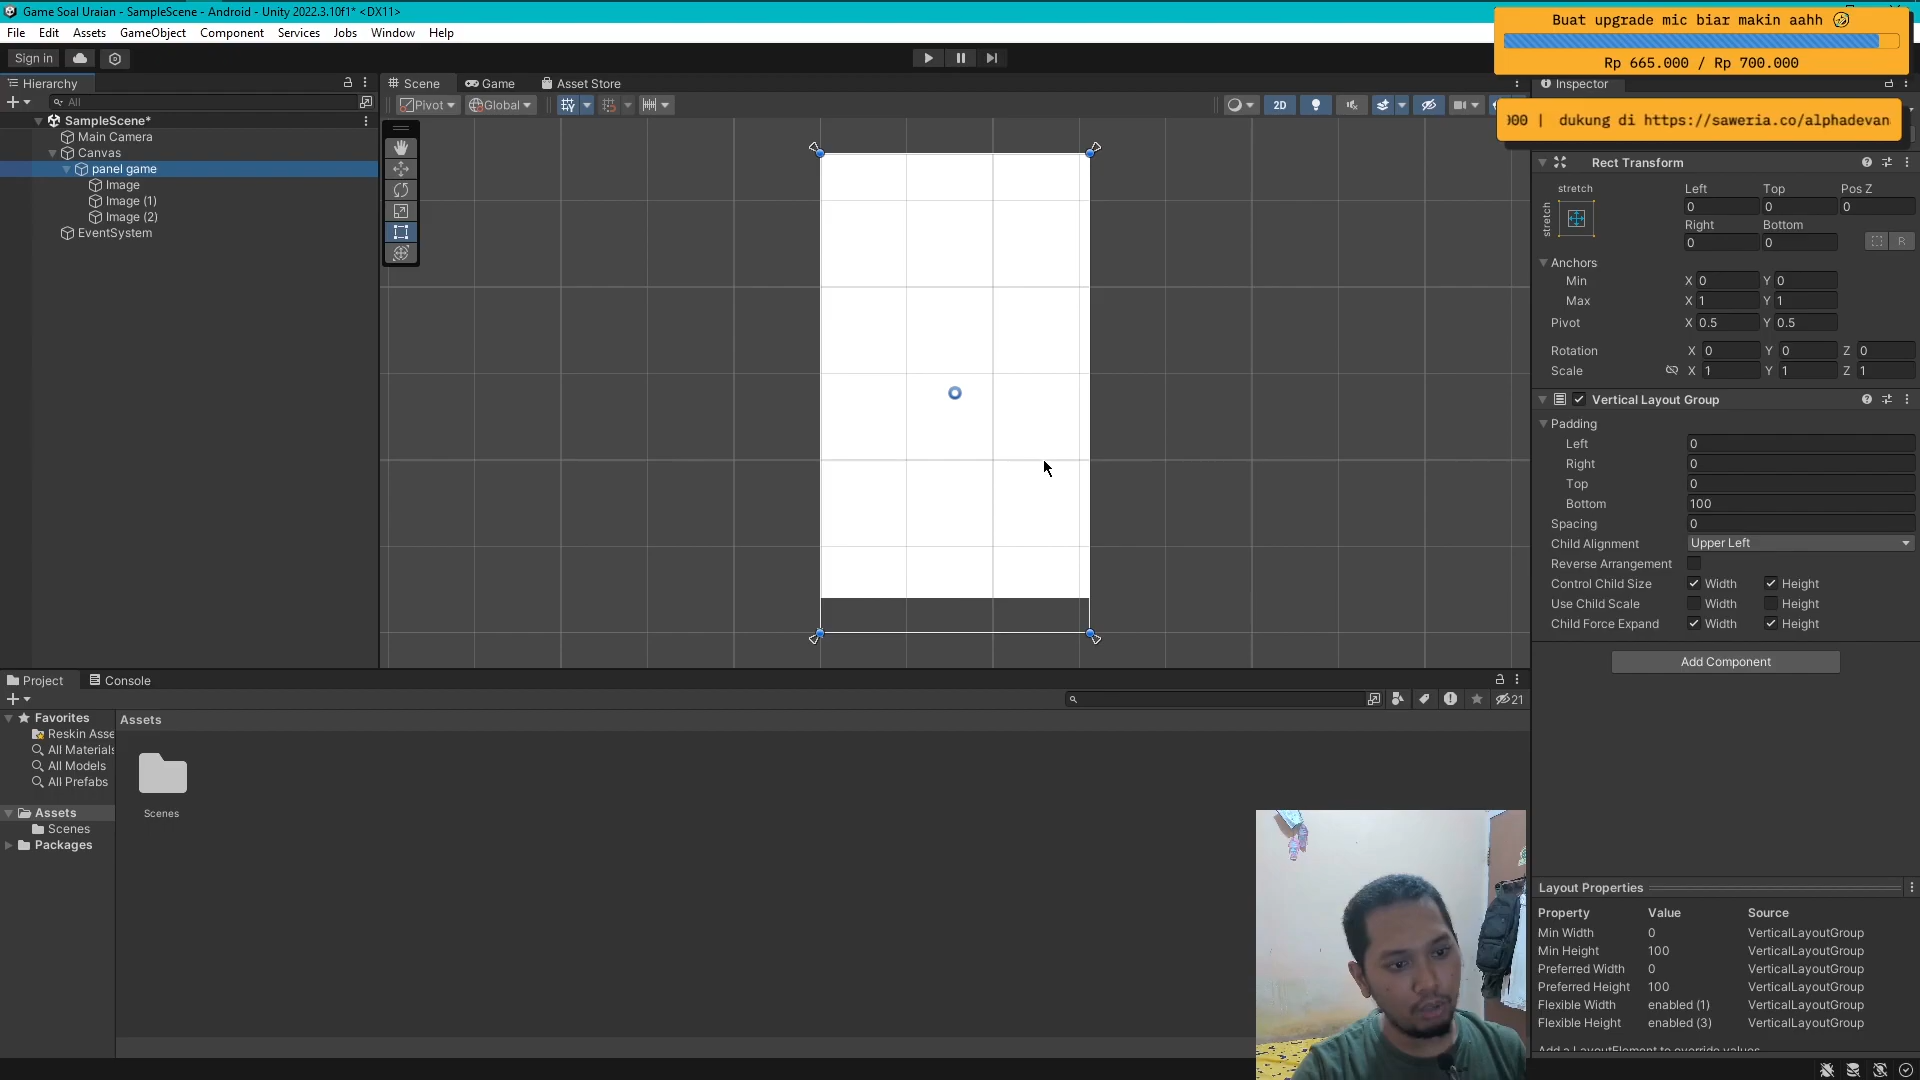 Game Soal Uraian - SampleScene - Android - Unity 2022.3.10f1* <DX11>
Buat upgrade mic biar makin aahh
Rp 665.000 / Rp 700.000
dukung di https://saweria.co/alphadevan
File Edit Assets GameObject Component Services Jobs Window Help
Sign in
Hierarchy
All
SampleScene*
Main Camera
Canvas
panel game
Image
Image (1)
Image (2)
EventSystem
Scene Game Asset Store
Pivot Global 2D
Inspector
Rect Transform
stretch
stretch
Left Top Pos Z
0 0 0
Right Bottom
0 0 R
Anchors
Min X 0 Y 0
Max X 1 Y 1
Pivot X 0.5 Y 0.5
Rotation X 0 Y 0 Z 0
Scale X 1 Y 1 Z 1
Vertical Layout Group
Padding
Left 0
Right 0
Top 0
Bottom 100
Spacing 0
Child Alignment Upper Left
Reverse Arrangement
Control Child Size Width Height
Use Child Scale Width Height
Child Force Expand Width Height
Add Component
Project Console
21
Favorites
Reskin Asse
All Materials
All Models
All Prefabs
Assets
Scenes
Packages
Assets
Scenes
Layout Properties
Property Value Source
Min Width 0 VerticalLayoutGroup
Min Height 100 VerticalLayoutGroup
Preferred Width 0 VerticalLayoutGroup
Preferred Height 100 VerticalLayoutGroup
Flexible Width enabled (1) VerticalLayoutGroup
Flexible Height enabled (3) VerticalLayoutGroup
Add a LayoutElement to override values